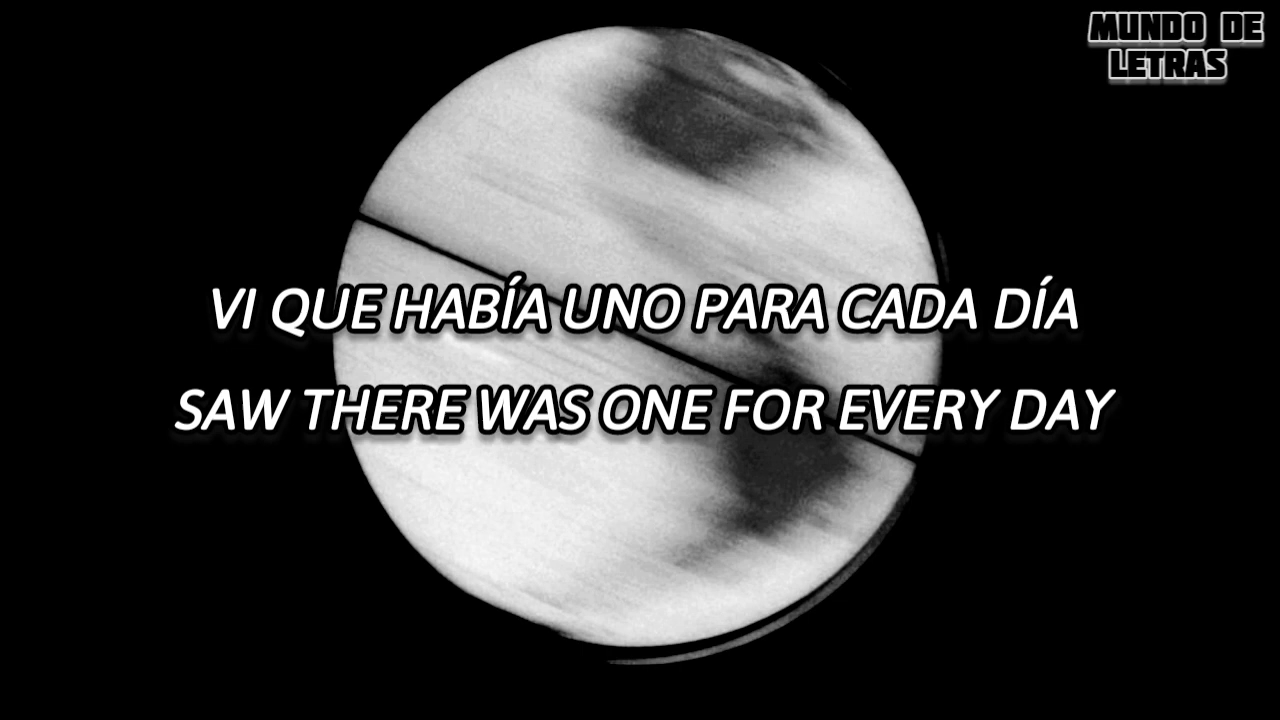 MUNDO DE
LETRAS
VI QUE HABÍA UNO PARA CADA DÍA
SAW THERE WAS ONE FOR EVERY DAY